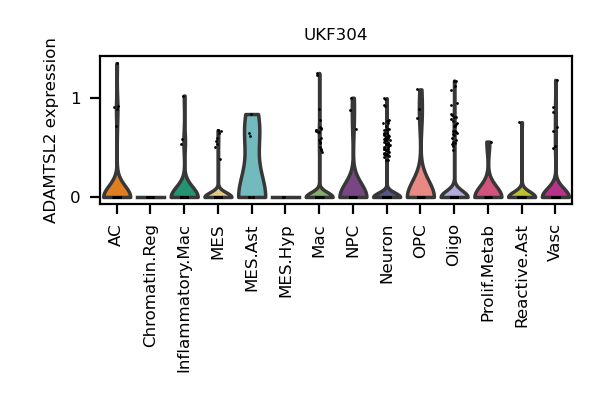 UKF304
ADAMTSL2 expression
1
0
AC
Chromatin.Reg
Inflammatory.Mac
MES
MES.Ast
MES.Hyp
Mac
NPC
Neuron
OPC
Oligo
Prolif.Metab
Reactive.Ast
Vasc